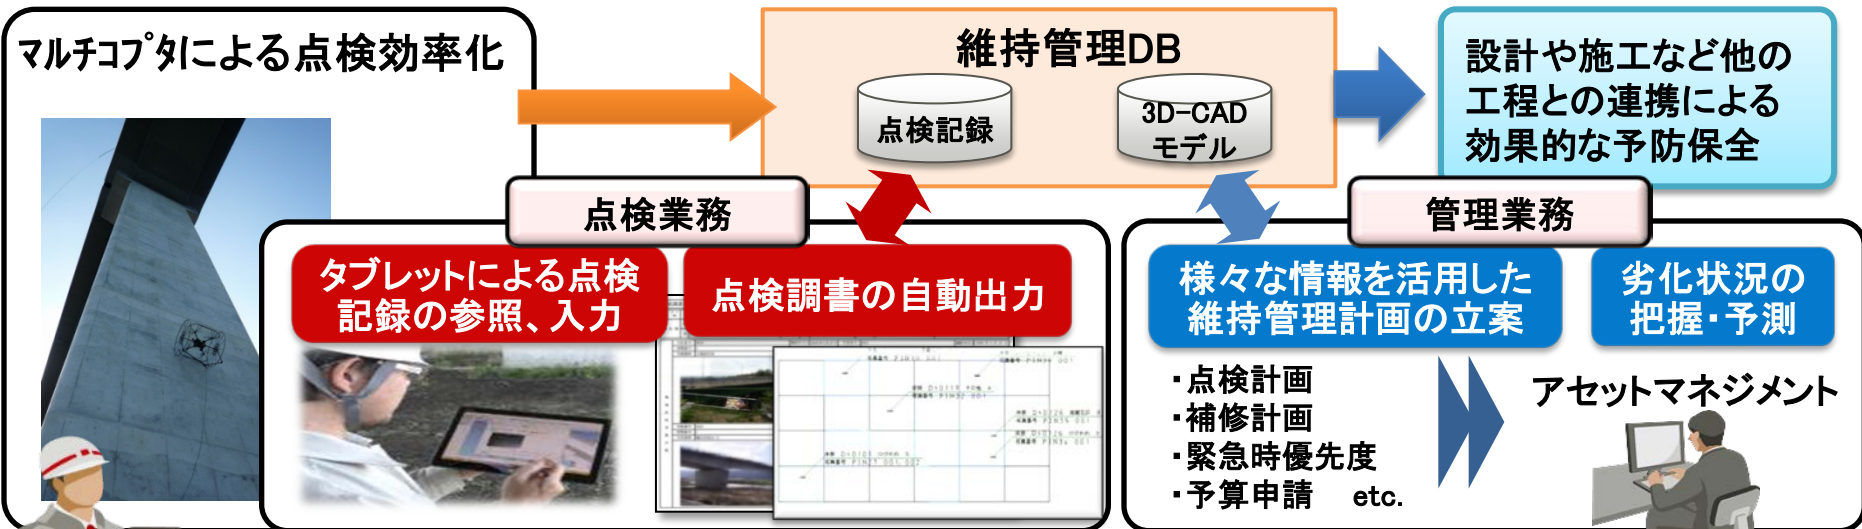 マルチコプタによる点検効率化
維持管理DB
点検記録
3D-CAD
モデル
設計や施工など他の
工程との連携による
効果的な予防保全
点検業務
タブレットによる点検
記録の参照、入力
点検調書の自動出力
管理業務
様々な情報を活用した
維持管理計画の立案
劣化状況の
把握・予測
・点検計画
・補修計画
・緊急時優先度
・予算申請 etc.
アセットマネジメント